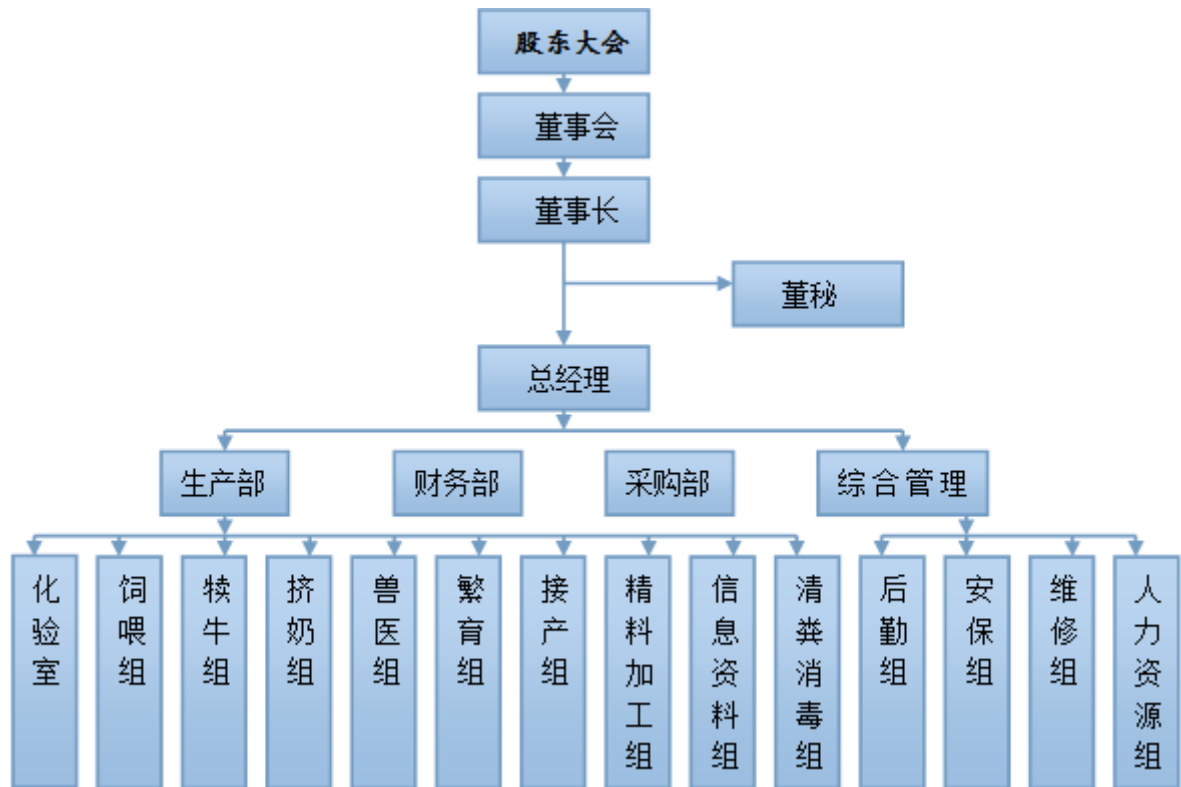 股东大会
董事会
董事长
董秘
总经理
生产部
财务部
采购部
综合管理
化验室
饲喂组
犊牛组
挤奶组
兽医组
繁育组
接产组
精料加工组
信息资料组
清粪消毒组
后勤组
安保组
维修组
人力资源组